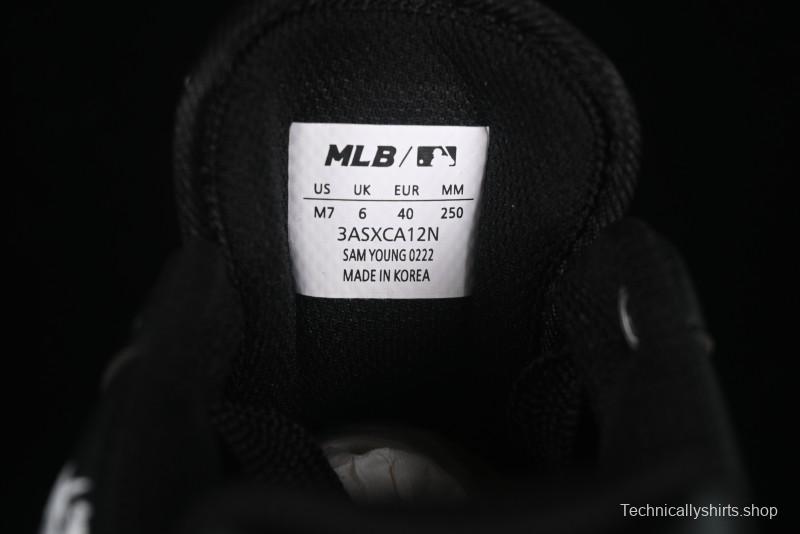 MLB /
US UK EUR MM
M7 6 40 250
3ASXCA12N
SAM YOUNG 0222
MADE IN KOREA
Technicallyshirts.shop